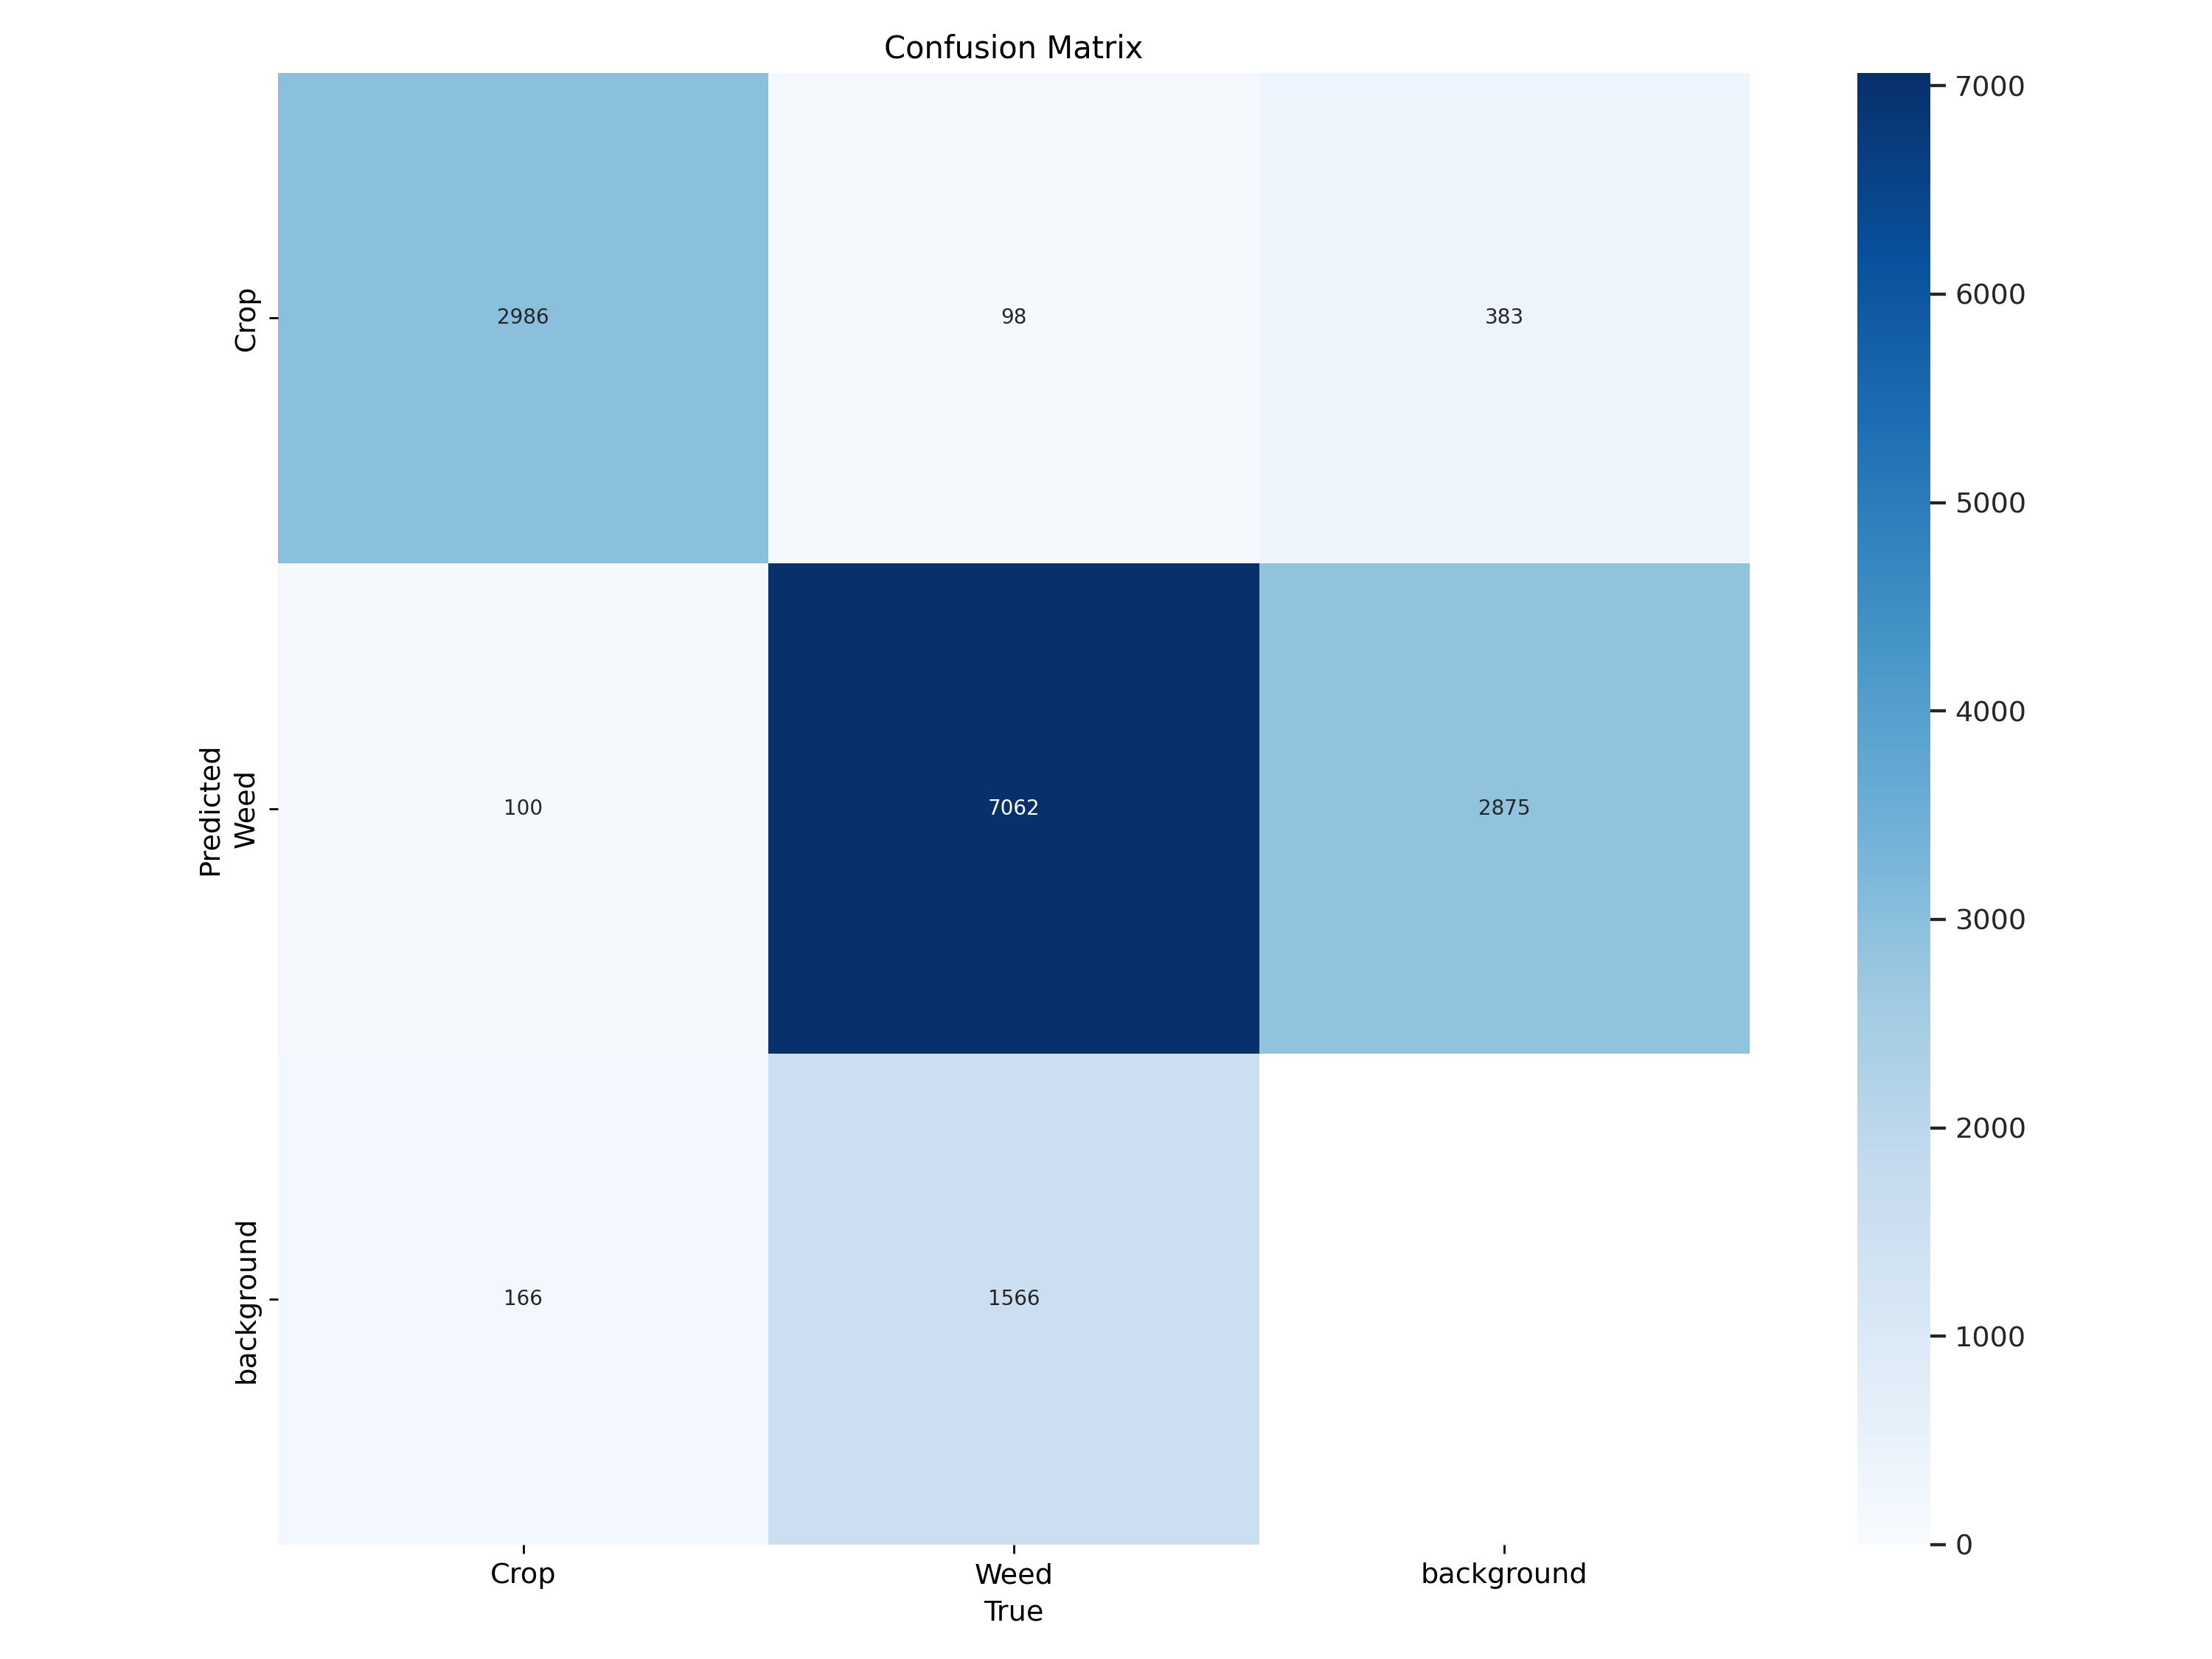 Confusion Matrix
Predicted
Crop
2986
98
383
Weed
100
7062
2875
background
166
1566
Crop
Weed
background
True
7000
6000
5000
4000
3000
2000
1000
0